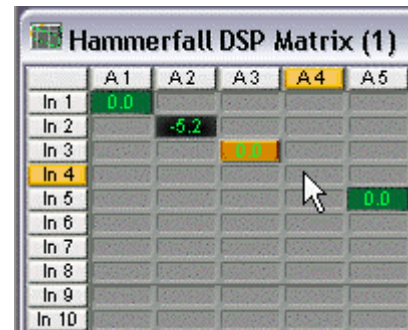 Hammerfall DSP Matrix (1)
A 1 A 2 A 3 A 4 A 5
In 1 0.0
In 2 -5.2
In 3 0.0
In 4
In 5 0.0
In 6
In 7
In 8
In 9
In 10